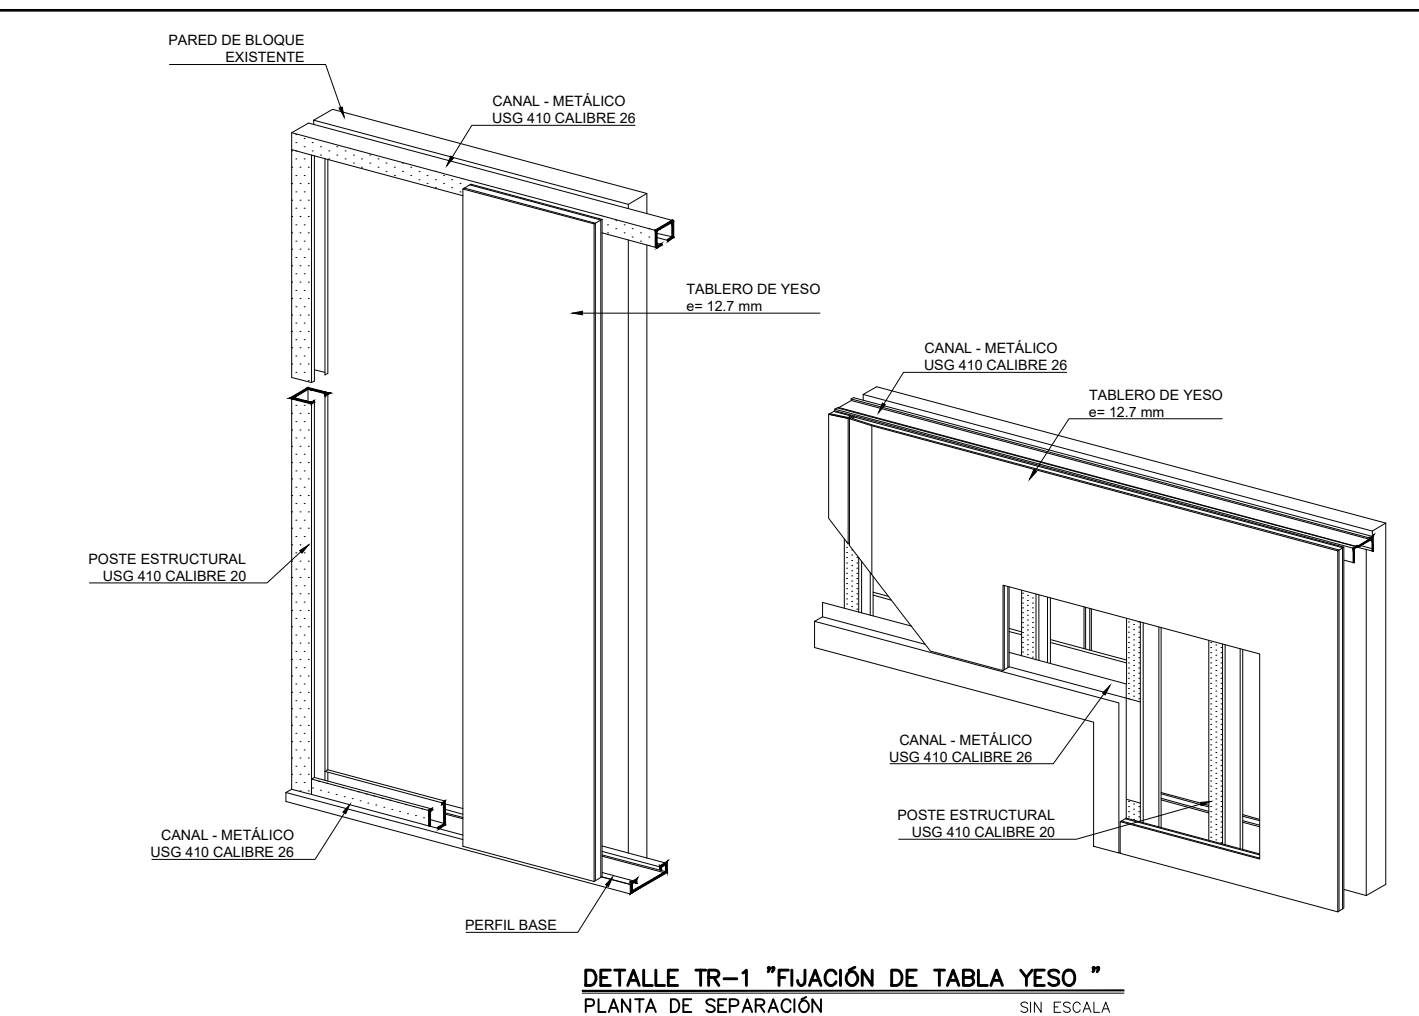 PARED DE BLOQUE
EXISTENTE
CANAL - METÁLICO
USG 410 CALIBRE 26
TABLERO DE YESO
e= 12.7 mm
POSTE ESTRUCTURAL
USG 410 CALIBRE 20
CANAL - METÁLICO
USG 410 CALIBRE 26
PERFIL BASE
CANAL - METÁLICO
USG 410 CALIBRE 26
TABLERO DE YESO
e= 12.7 mm
CANAL - METÁLICO
USG 410 CALIBRE 26
POSTE ESTRUCTURAL
USG 410 CALIBRE 20
DETALLE TR-1 "FIJACIÓN DE TABLA YESO "
PLANTA DE SEPARACIÓN SIN ESCALA